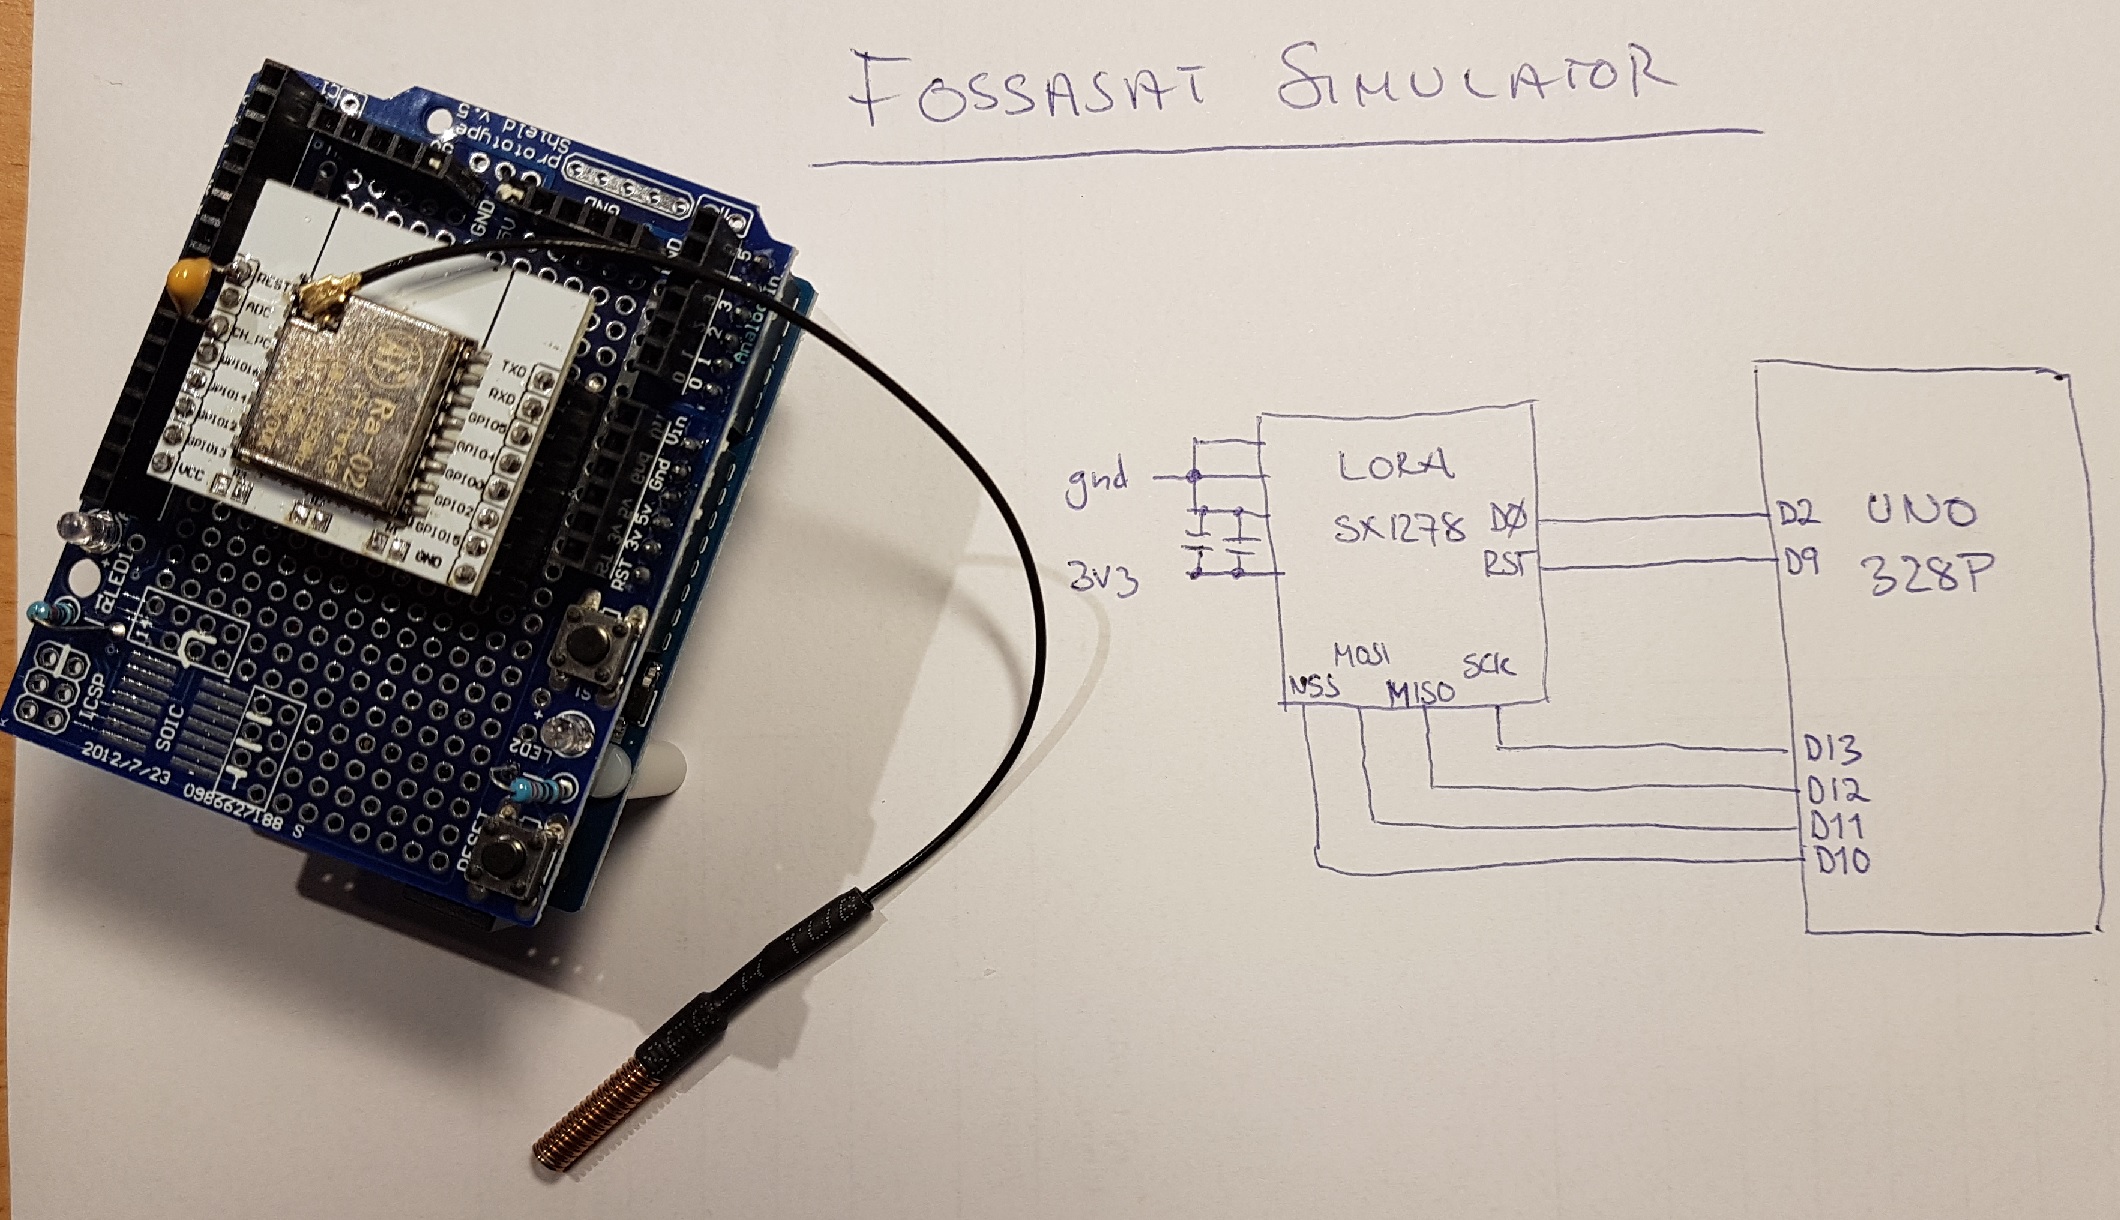 FOSSASAT SIMULATOR
gnd
3V3
LORA
SX1278
DØ
RST
NSS
MOSI
MISO
SCK
D2
D9
UNO
328P
D13
D12
D11
D10
prototype
Shield v.5
GND
5V
GND
REST
ADC
CH_PD
GPIO16
GPIO14
GPIO12
GPIO13
VCC
TXD
RXD
GPIO5
GPIO4
GPIO0
GPIO2
GPIO15
GND
Ra-02
Analog in
5
3
2
1
0
Vin
Gnd
5v
3v
RST
LED1
ICSP
SOIC
2012/7/23
0986627188
S1
LED2
RESET